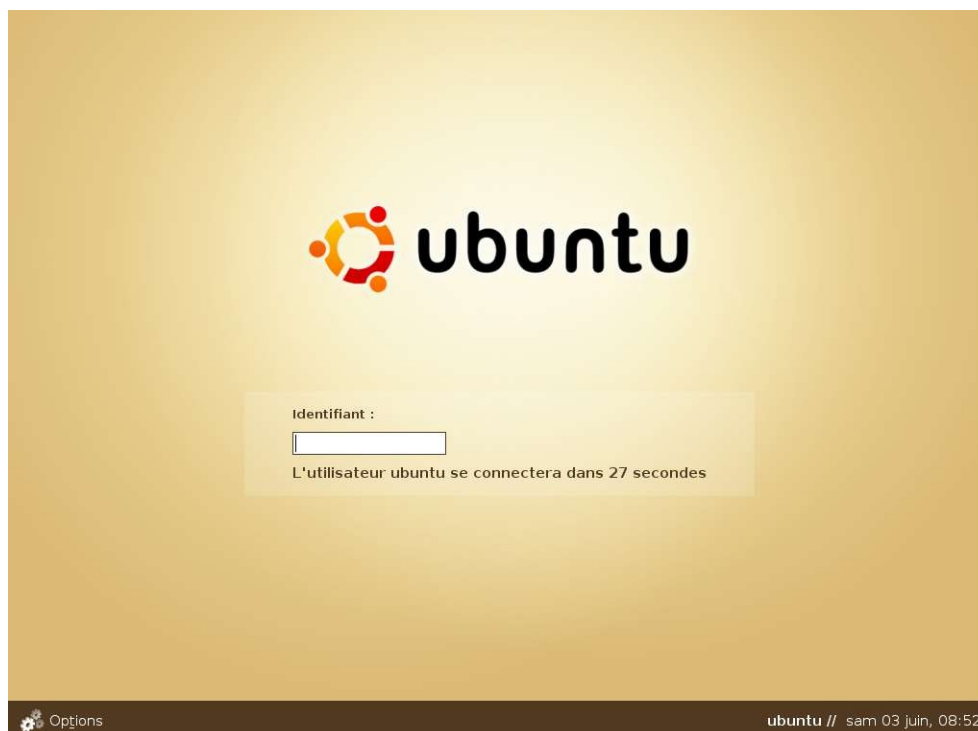 ubuntu
Identifiant :
L'utilisateur ubuntu se connectera dans 27 secondes
Options
ubuntu // sam 03 juin, 08:52